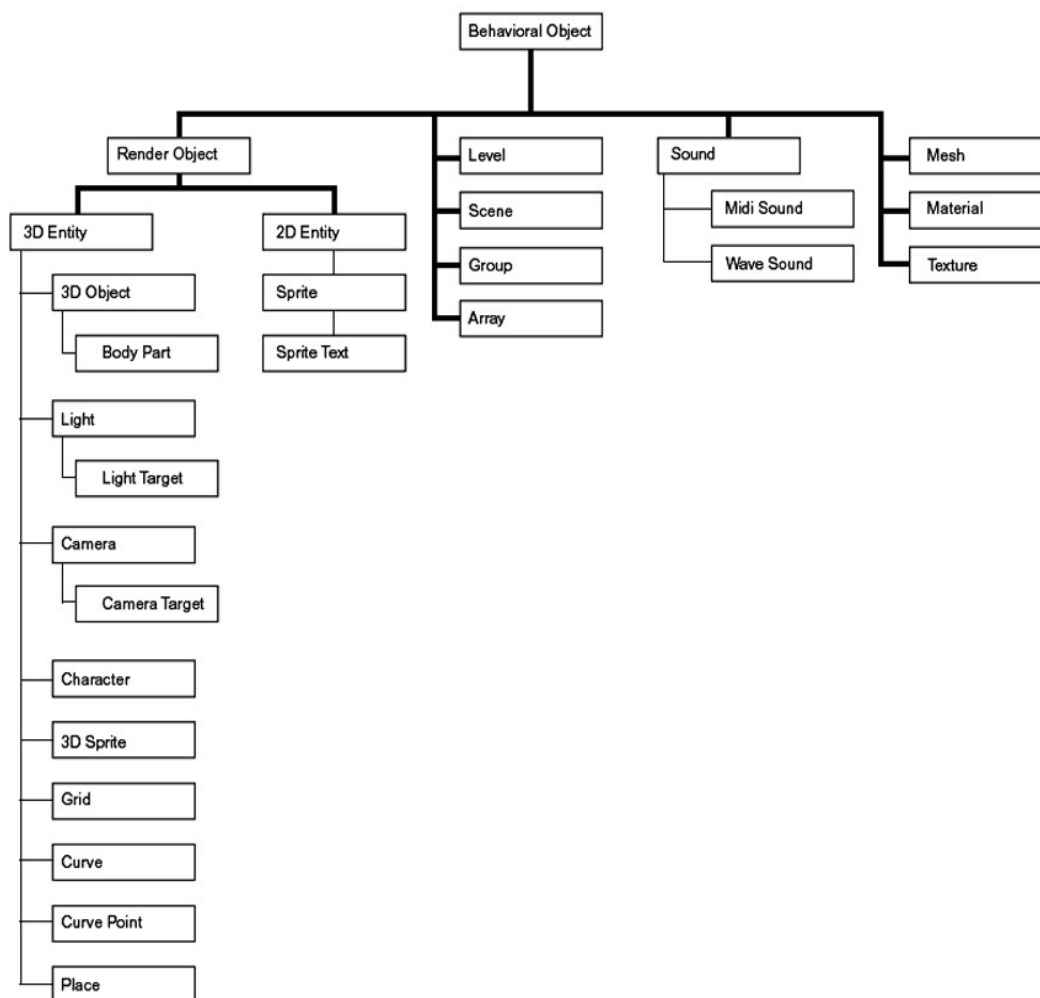 Behavioral Object
Render Object
Level
Sound
Mesh
Scene
Midi Sound
Material
3D Entity
2D Entity
Group
Wave Sound
Texture
3D Object
Sprite
Array
Body Part
Sprite Text
Light
Light Target
Camera
Camera Target
Character
3D Sprite
Grid
Curve
Curve Point
Place